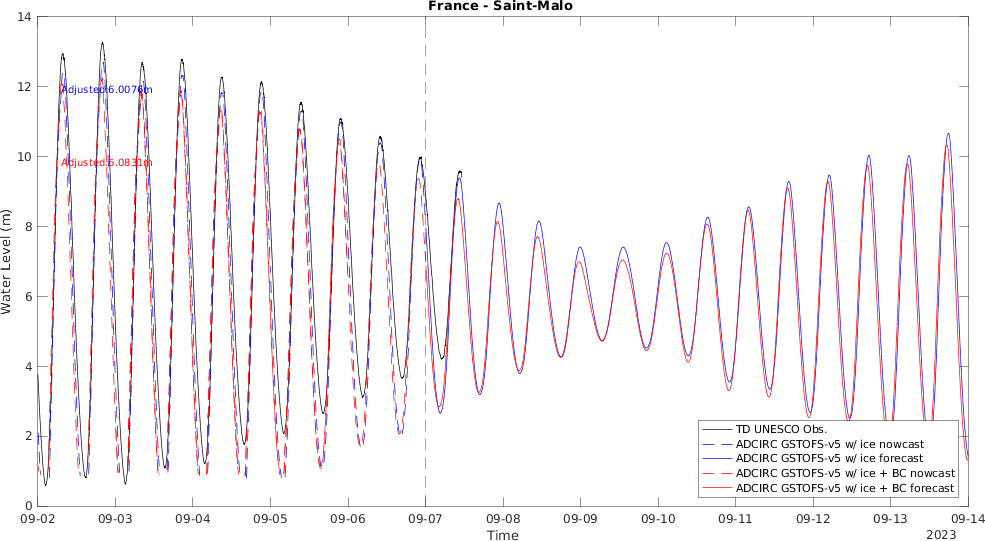 France - Saint-Malo
14
12
10
8
6
4
2
0
Water Level (m)
Adjusted:6.0076m
Adjusted:5.0831m
TD UNESCO Obs.
ADCIRC GSTOFS-v5 w/ ice nowcast
ADCIRC GSTOFS-v5 w/ ice forecast
ADCIRC GSTOFS-v5 w/ ice + BC nowcast
ADCIRC GSTOFS-v5 w/ ice + BC forecast
09-02 09-03 09-04 09-05 09-06 09-07 09-08 09-09 09-10 09-11 09-12 09-13 09-14
Time
2023